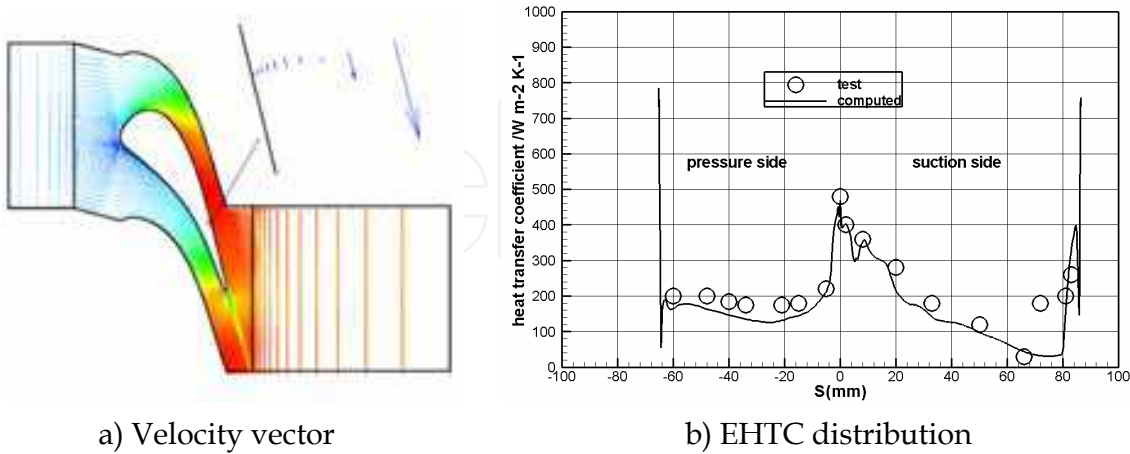 1000
900
800
700
600
500
400
300
200
100
0
heat transfer coefficient /W m-2 K-1
test
computed
pressure side
suction side
-100 -80 -60 -40 -20 0 20 40 60 80 100
S(mm)
a) Velocity vector
b) EHTC distribution